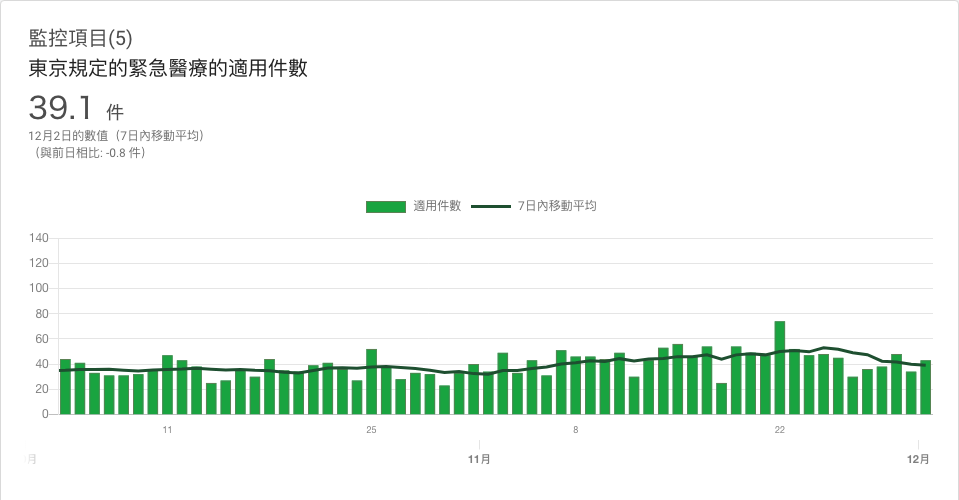 監控項目(5)
東京規定的緊急醫療的適用件數
39.1 件
12月2日的數值（7日內移動平均）
（與前日相比: -0.8 件）
適用件數 7日內移動平均
140
120
100
80
60
40
20
0
11 25 8 22
月 11月 12月